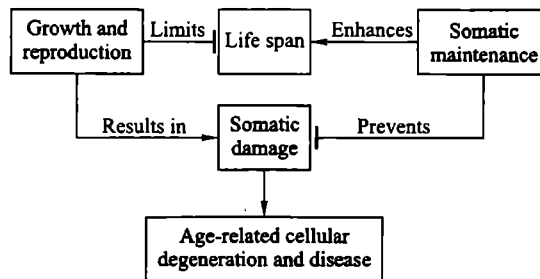 Growth and
reproduction
Limits
Life span
Enhances
Somatic
maintenance
Results in
Somatic
damage
Prevents
Age-related cellular
degeneration and disease